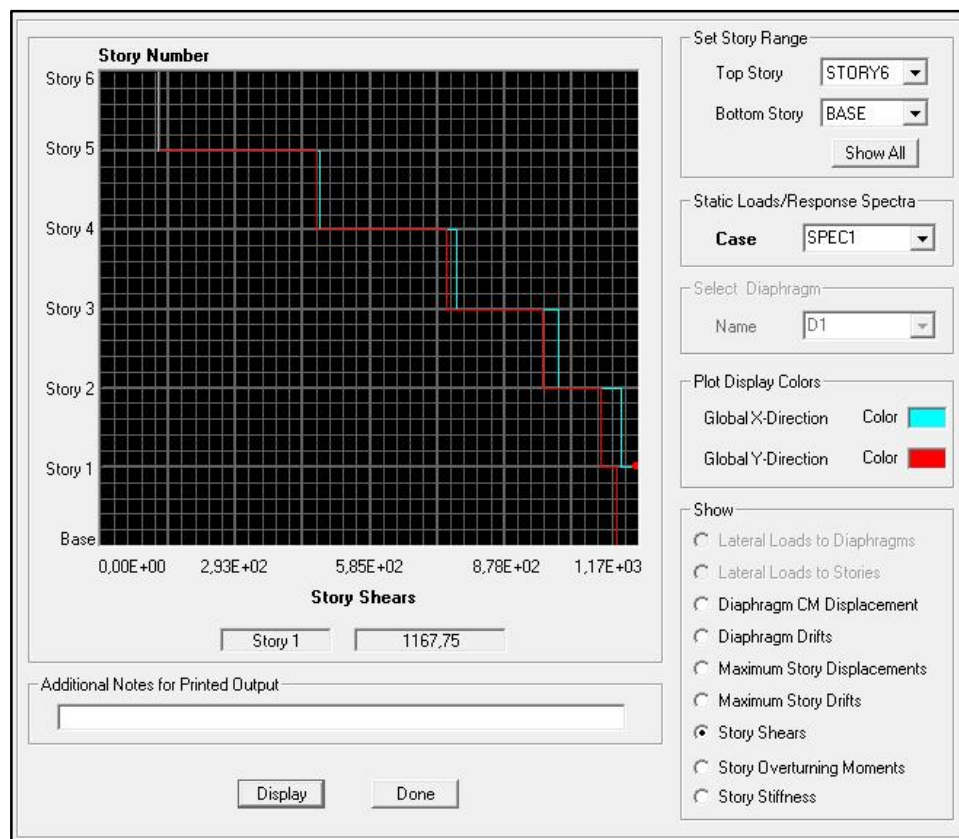 Story Number
Story 6
Story 5
Story 4
Story 3
Story 2
Story 1
Base
0,00E+00 2,93E+02 5,85E+02 8,78E+02 1,17E+03
Story Shears
Story 1 1167,75
Additional Notes for Printed Output
Display Done
Set Story Range
Top Story STORY6
Bottom Story BASE
Show All
Static Loads/Response Spectra
Case SPEC1
Select Diaphragm
Name D1
Plot Display Colors
Global X-Direction Color
Global Y-Direction Color
Show
Lateral Loads to Diaphragms
Lateral Loads to Stories
Diaphragm CM Displacement
Diaphragm Drifts
Maximum Story Displacements
Maximum Story Drifts
Story Shears
Story Overturning Moments
Story Stiffness